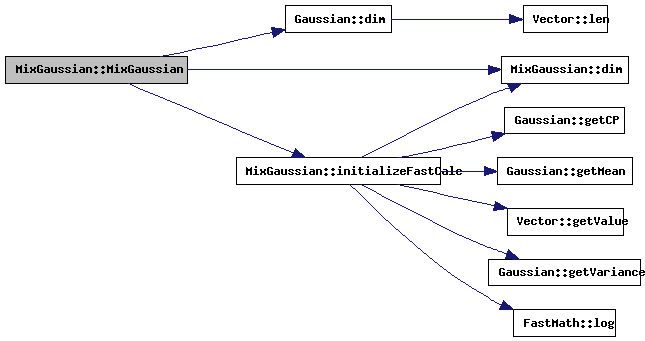 Gaussian::dim
Vector::len
MixGaussian::MixGaussian
MixGaussian::dim
Gaussian::getCP
MixGaussian::initializeFastCalc
Gaussian::getMean
Vector::getValue
Gaussian::getVariance
FastMath::log